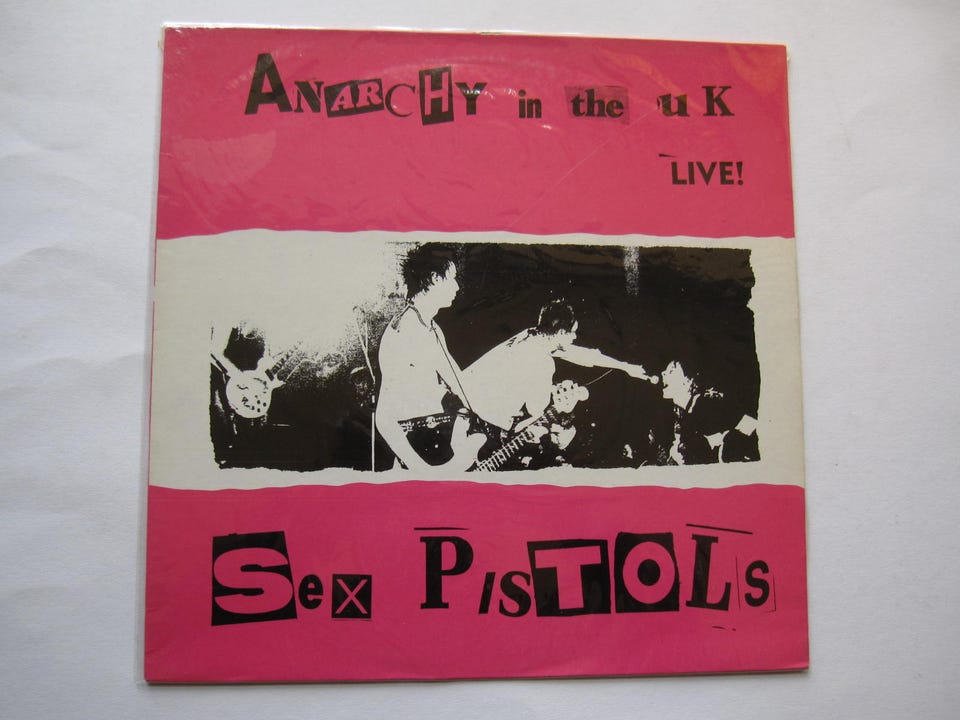 ANARCHY in the uK
LIVE!
Sex PisTOLs